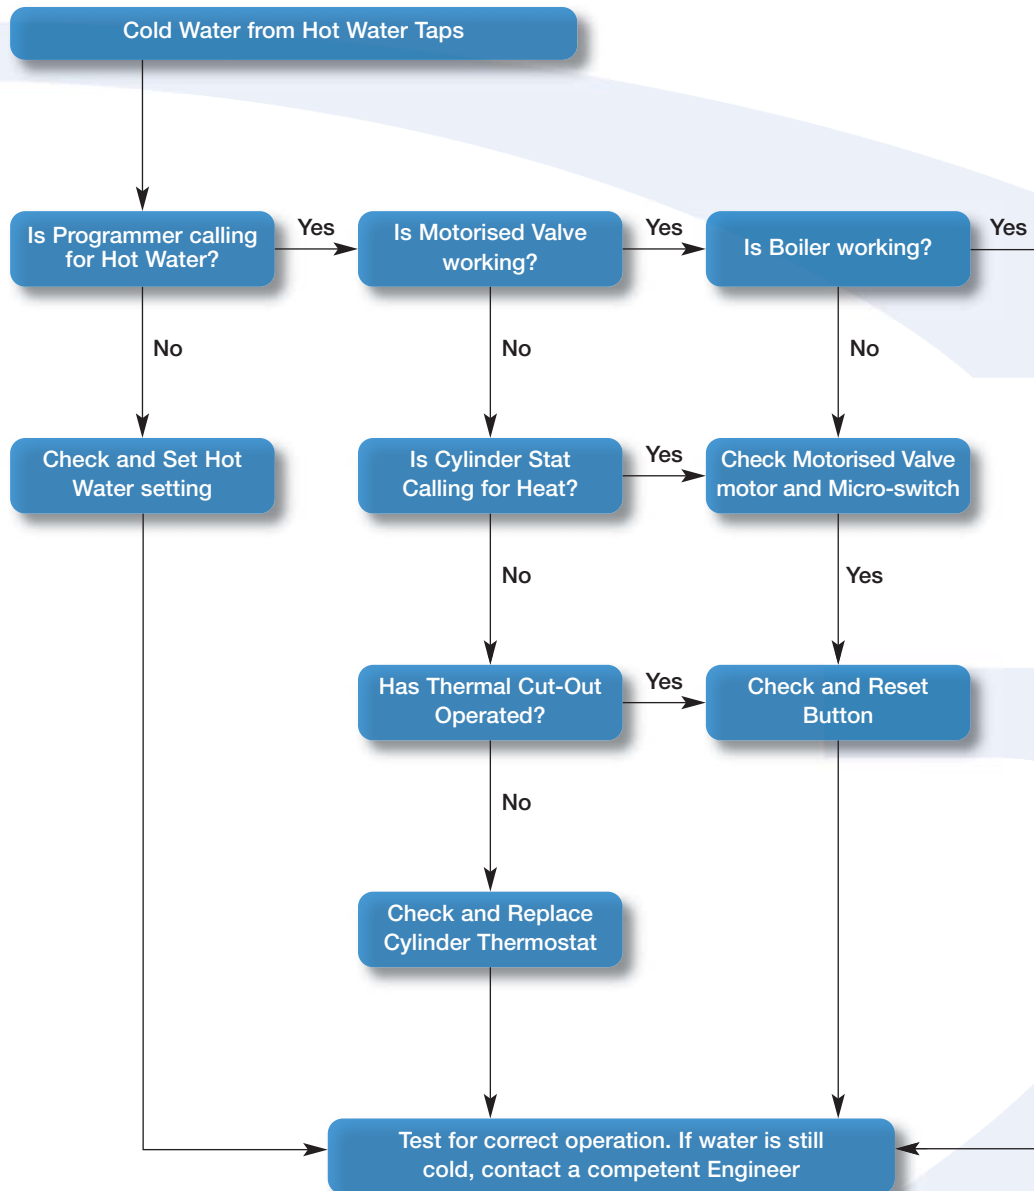 Cold Water from Hot Water Taps
Is Programmer calling
for Hot Water?
Yes
Is Motorised Valve
working?
Yes
Is Boiler working?
Yes
No
No
No
Check and Set Hot
Water setting
Is Cylinder Stat
Calling for Heat?
Yes
Check Motorised Valve
motor and Micro-switch
No
Yes
Has Thermal Cut-Out
Operated?
Yes
Check and Reset
Button
No
Check and Replace
Cylinder Thermostat
Test for correct operation. If water is still
cold, contact a competent Engineer